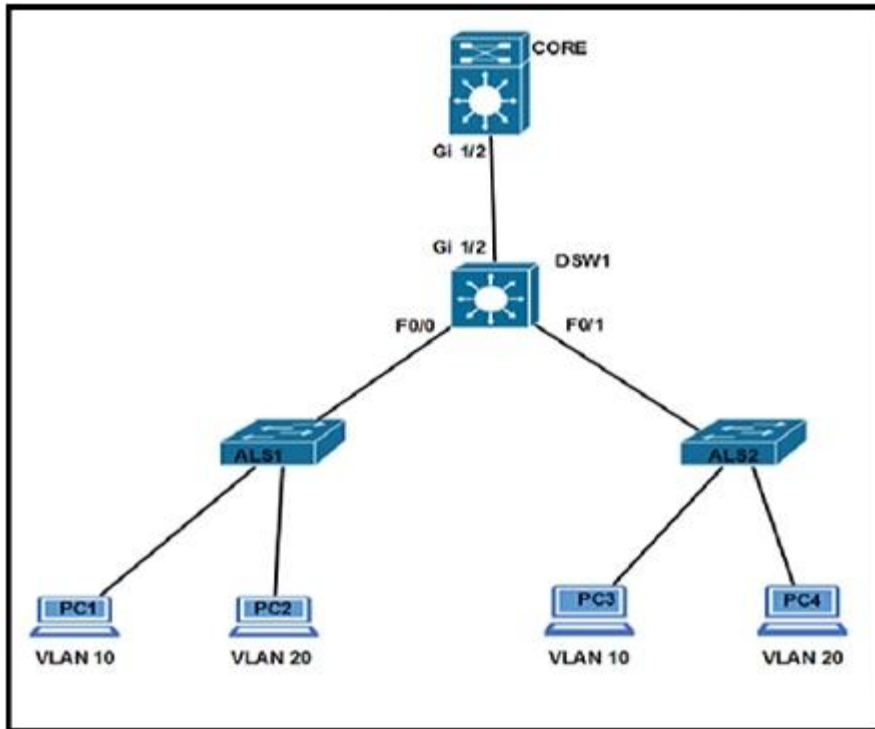 CORE
Gi 1/2
Gi 1/2
DSW1
F0/0
F0/1
ALS1
ALS2
PC1
PC2
PC3
PC4
VLAN 10
VLAN 20
VLAN 10
VLAN 20